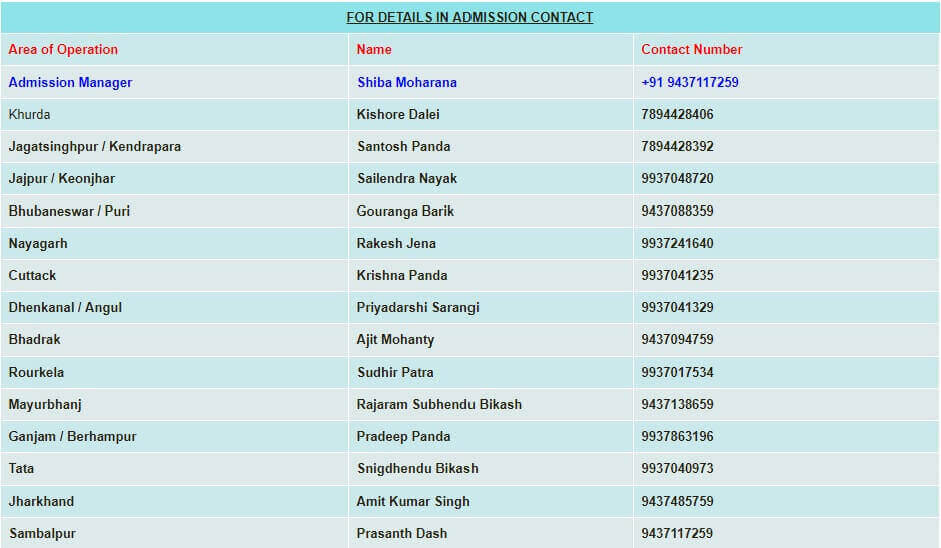 FOR DETAILS IN ADMISSION CONTACT
Area of Operation Name Contact Number
Admission Manager Shiba Moharana +91 9437117259
Khurda Kishore Dalei 7894428406
Jagatsinghpur / Kendrapara Santosh Panda 7894428392
Jajpur / Keonjhar Sailendra Nayak 9937048720
Bhubaneswar / Puri Gouranga Barik 9437088359
Nayagarh Rakesh Jena 9937241640
Cuttack Krishna Panda 9937041235
Dhenkanal / Angul Priyadarshi Sarangi 9937041329
Bhadrak Ajit Mohanty 9437094759
Rourkela Sudhir Patra 9937017534
Mayurbhanj Rajaram Subhendu Bikash 9437138659
Ganjam / Berhampur Pradeep Panda 9937863196
Tata Snigdhendu Bikash 9937040973
Jharkhand Amit Kumar Singh 9437485759
Sambalpur Prasanth Dash 9437117259